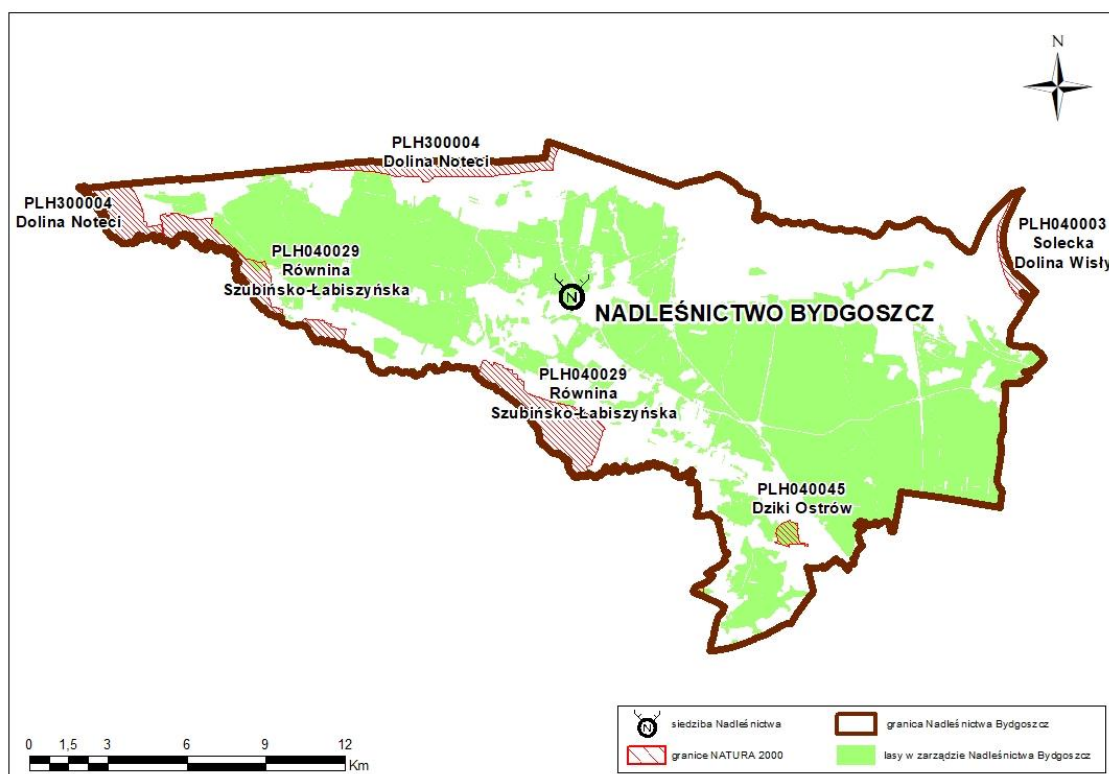 N
PLH300004
Dolina Noteci
PLH300004
Dolina Noteci
PLH040003
Solecka
Dolina Wisły
PLH040029
Równina
Szubińsko-Łabiszyńska
N
NADLEŚNICTWO BYDGOSZCZ
PLH040029
Równina
Szubińsko-Łabiszyńska
PLH040045
Dziki Ostrów
N siedziba Nadleśnictwa
granica Nadleśnictwa Bydgoszcz
granice NATURA 2000
lasy w zarządzie Nadleśnictwa Bydgoszcz
0 1,5 3 6 9 12
Km